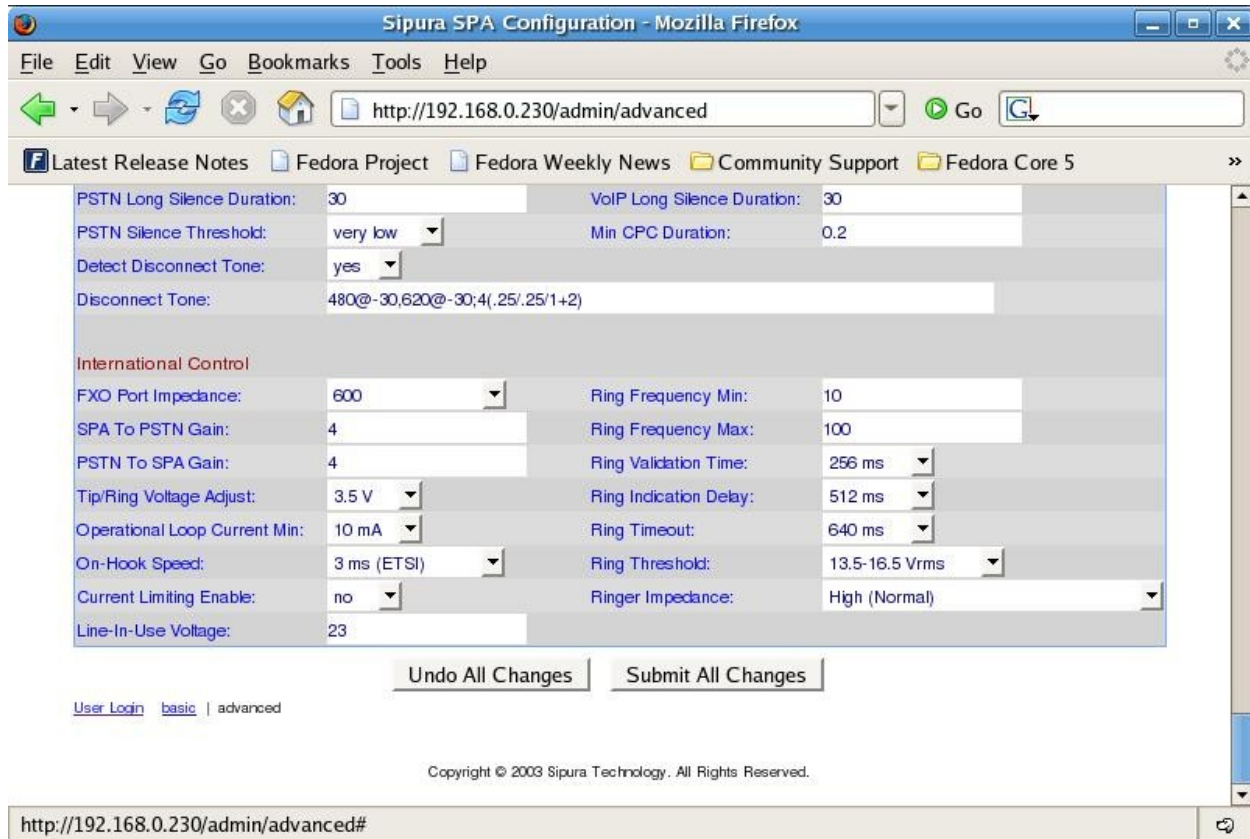 Sipura SPA Configuration - Mozilla Firefox
File Edit View Go Bookmarks Tools Help
http://192.168.0.230/admin/advanced Go G
Latest Release Notes Fedora Project Fedora Weekly News Community Support Fedora Core 5 »
PSTN Long Silence Duration: 30 VoIP Long Silence Duration: 30
PSTN Silence Threshold: very low Min CPC Duration: 0.2
Detect Disconnect Tone: yes
Disconnect Tone: 480@-30,620@-30;4(.25/.25/1+2)
International Control
FXO Port Impedance: 600 Ring Frequency Min: 10
SPA To PSTN Gain: 4 Ring Frequency Max: 100
PSTN To SPA Gain: 4 Ring Validation Time: 256 ms
Tip/Ring Voltage Adjust: 3.5 V Ring Indication Delay: 512 ms
Operational Loop Current Min: 10 mA Ring Timeout: 640 ms
On-Hook Speed: 3 ms (ETSI) Ring Threshold: 13.5-16.5 Vrms
Current Limiting Enable: no Ringer Impedance: High (Normal)
Line-In-Use Voltage: 23
Undo All Changes Submit All Changes
User Login basic | advanced
Copyright © 2003 Sipura Technology. All Rights Reserved.
http://192.168.0.230/admin/advanced#